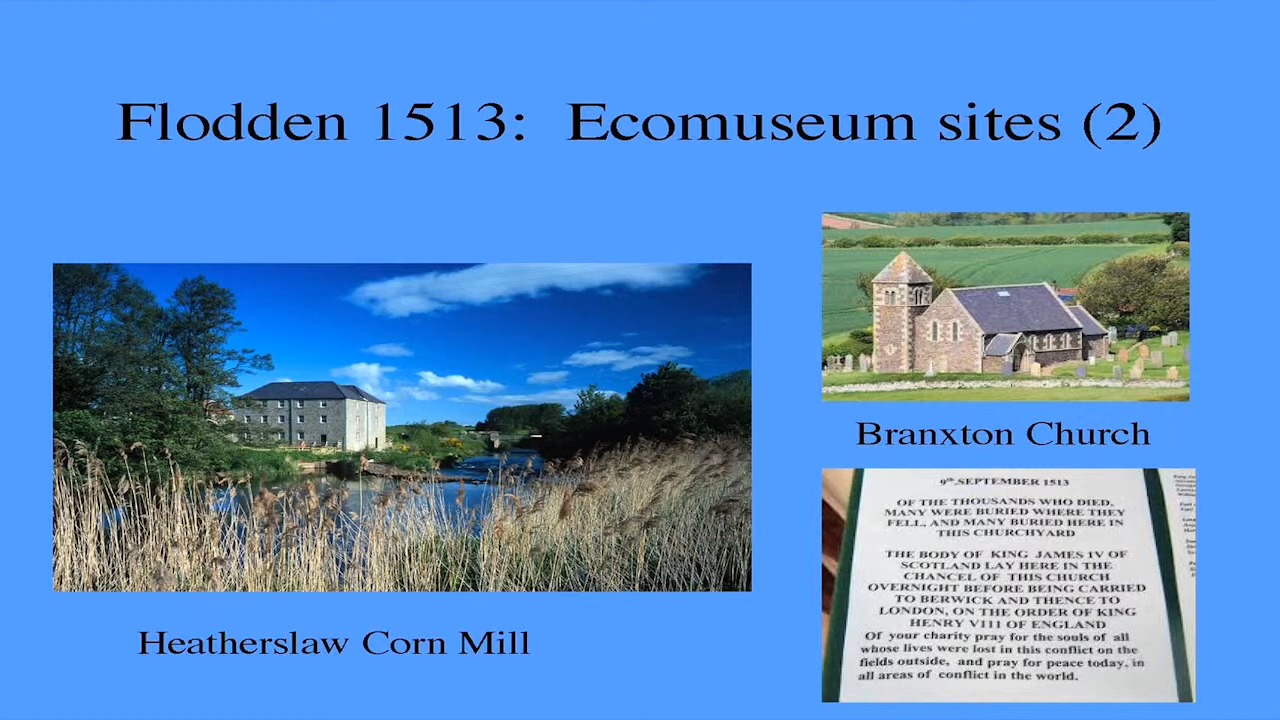 Flodden 1513: Ecomuseum sites (2)
Heatherslaw Corn Mill
Branxton Church
9th.SEPTEMBER 1513
OF THE THOUSANDS WHO DIED,
MANY WERE BURIED WHERE THEY
FELL, AND MANY BURIED HERE IN
THIS CHURCHYARD
THE BODY OF KING JAMES 1V OF
SCOTLAND LAY HERE IN THE
CHANCEL OF THIS CHURCH
OVERNIGHT BEFORE BEING CARRIED
TO BERWICK AND THENCE TO
LONDON, ON THE ORDER OF KING
HENRY V111 OF ENGLAND
Of your charity pray for the souls of all
whose lives were lost in this conflict on the
fields outside, and pray for peace today, in
all areas of conflict in the world.